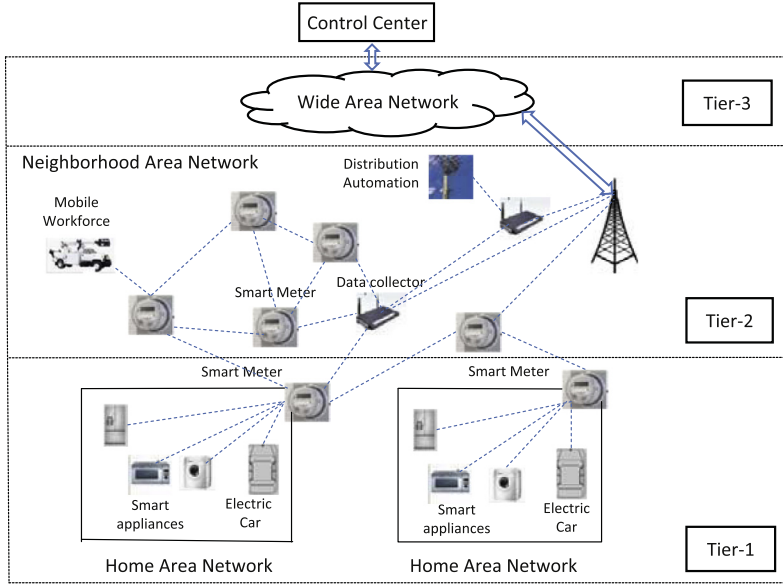 Control Center
Wide Area Network
Tier-3
Neighborhood Area Network
Distribution
Automation
Mobile
Workforce
Smart Meter
Data collector
Tier-2
Smart Meter
Smart Meter
Smart
appliances
Electric
Car
Smart
appliances
Electric
Car
Tier-1
Home Area Network
Home Area Network